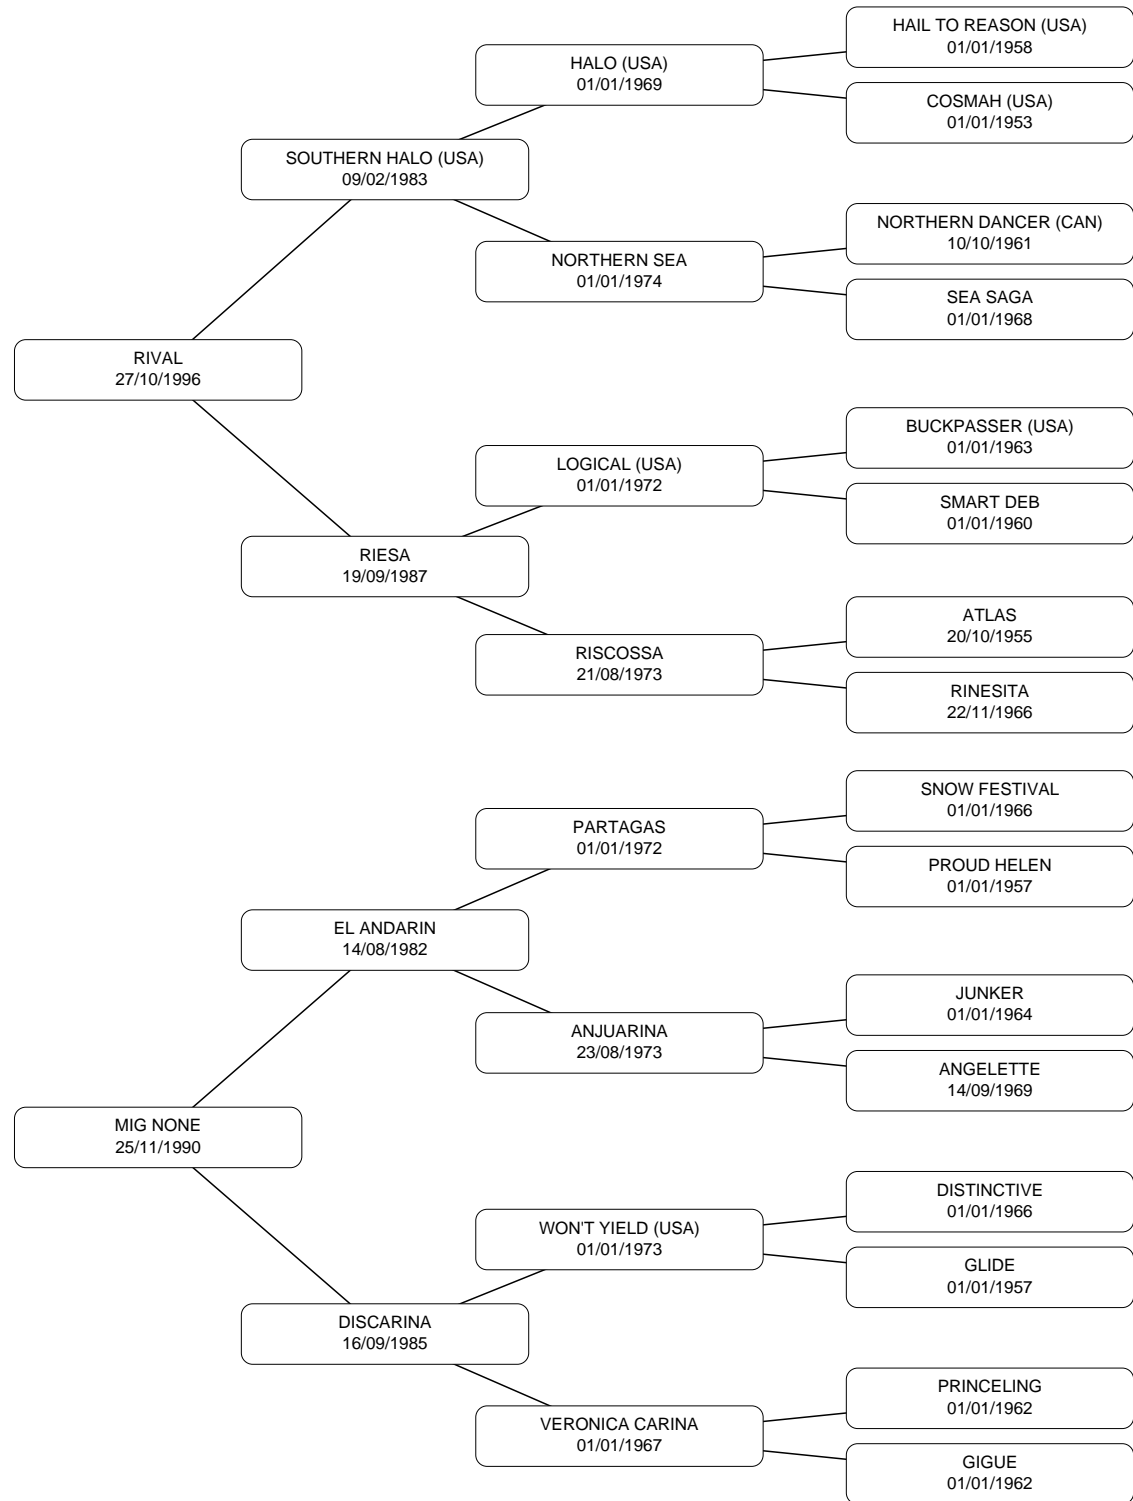 HAIL TO REASON (USA)
01/01/1958
HALO (USA)
01/01/1969
COSMAH (USA)
01/01/1953
SOUTHERN HALO (USA)
09/02/1983
NORTHERN DANCER (CAN)
10/10/1961
NORTHERN SEA
01/01/1974
SEA SAGA
01/01/1968
RIVAL
27/10/1996
BUCKPASSER (USA)
01/01/1963
LOGICAL (USA)
01/01/1972
SMART DEB
01/01/1960
RIESA
19/09/1987
ATLAS
20/10/1955
RISCOSSA
21/08/1973
RINESITA
22/11/1966
SNOW FESTIVAL
01/01/1966
PARTAGAS
01/01/1972
PROUD HELEN
01/01/1957
EL ANDARIN
14/08/1982
JUNKER
01/01/1964
ANJUARINA
23/08/1973
ANGELETTE
14/09/1969
MIG NONE
25/11/1990
DISTINCTIVE
01/01/1966
WON'T YIELD (USA)
01/01/1973
GLIDE
01/01/1957
DISCARINA
16/09/1985
PRINCELING
01/01/1962
VERONICA CARINA
01/01/1967
GIGUE
01/01/1962